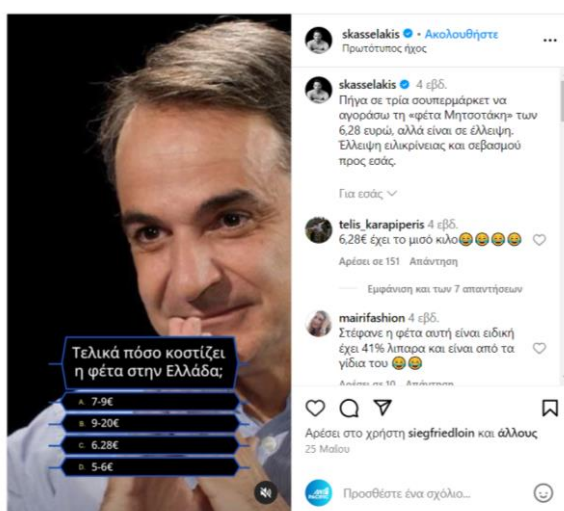 skasselakis • Ακολουθήστε
Πρωτότυπος ήχος
skasselakis 4 εβδ.
Πήγα σε τρία σουπερμάρκετ να
αγοράσω τη «φέτα Μητσοτάκη» των
6,28 ευρώ, αλλά είναι σε έλλειψη.
Έλλειψη ειλικρίνειας και σεβασμού
προς εσάς.
Για εσάς
telis_karapiperis 4 εβδ.
6,28€ έχει το μισό κιλο😂😂😂😂
Αρέσει σε 151 Απάντηση
Εμφάνιση και των 7 απαντήσεων
mairifashion 4 εβδ.
Στέφανε η φέτα αυτή είναι ειδική
έχει 41% λιπαρα και είναι από τα
γίδια του 😂😂
Αρέσει σε 10 Απάντηση
Αρέσει στο χρήστη siegfriedloin και άλλους
25 Μαΐου
Προσθέστε ένα σχόλιο...
Τελικά πόσο κοστίζει
η φέτα στην Ελλάδα;
A. 7-9€
B. 9-20€
C. 6.28€
D. 5-6€